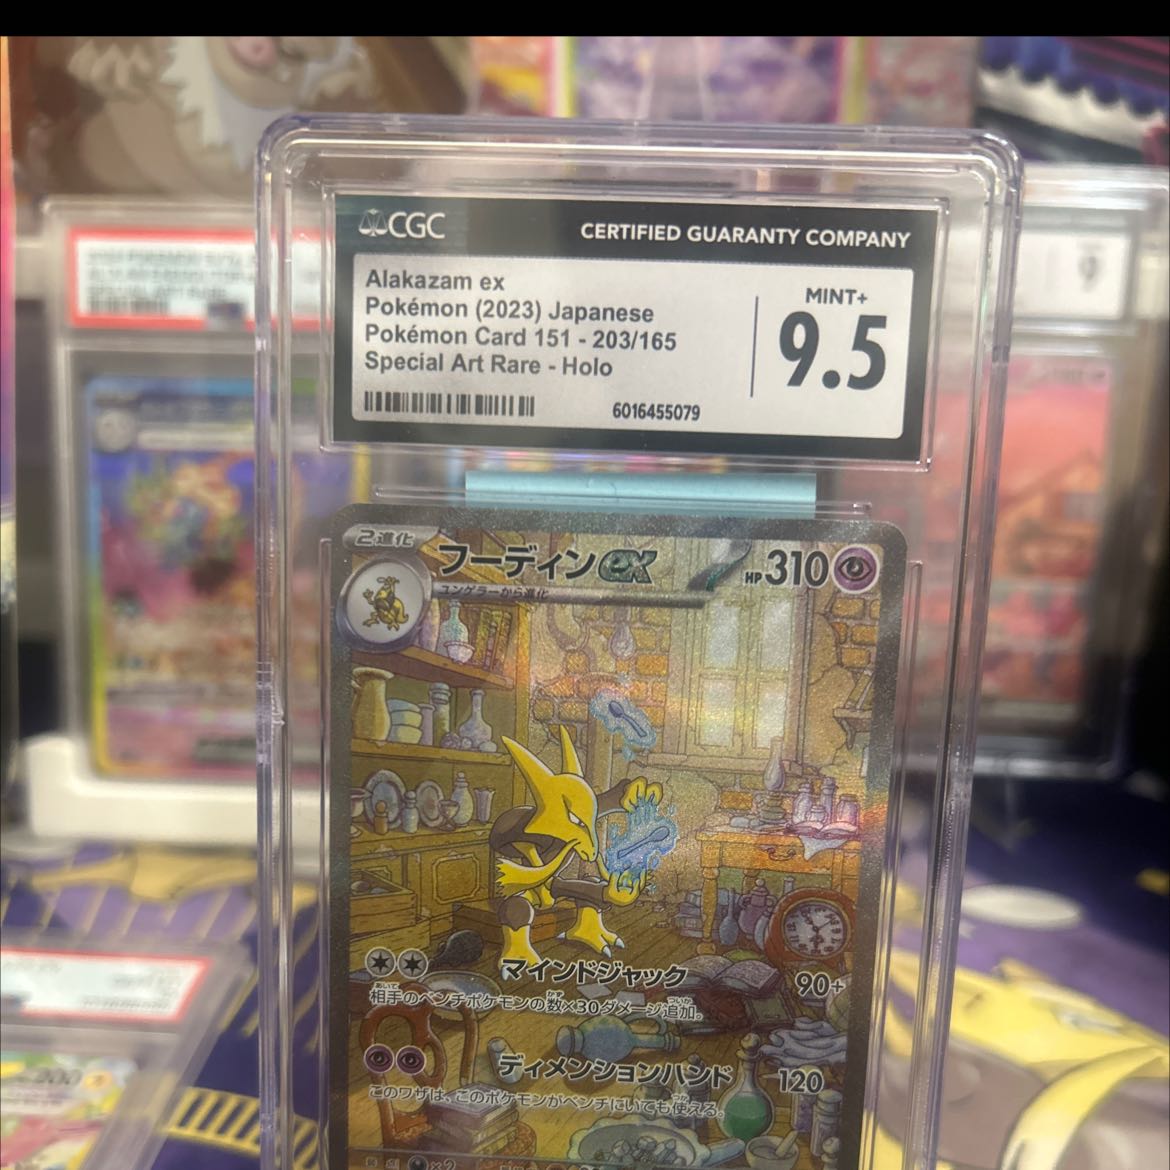 CGC
CERTIFIED GUARANTY COMPANY
Alakazam ex
Pokémon (2023) Japanese
Pokémon Card 151 - 203/165
Special Art Rare - Holo
MINT+
9.5
6016455079
9
2進化
フーディンex
HP310
ユンゲラーから進化
マインドジャック
90+
相手のベンチポケモンの数×30ダメージ追加。
ディメンションハンド
120
このワザは、このポケモンがベンチにいても使える。
×2